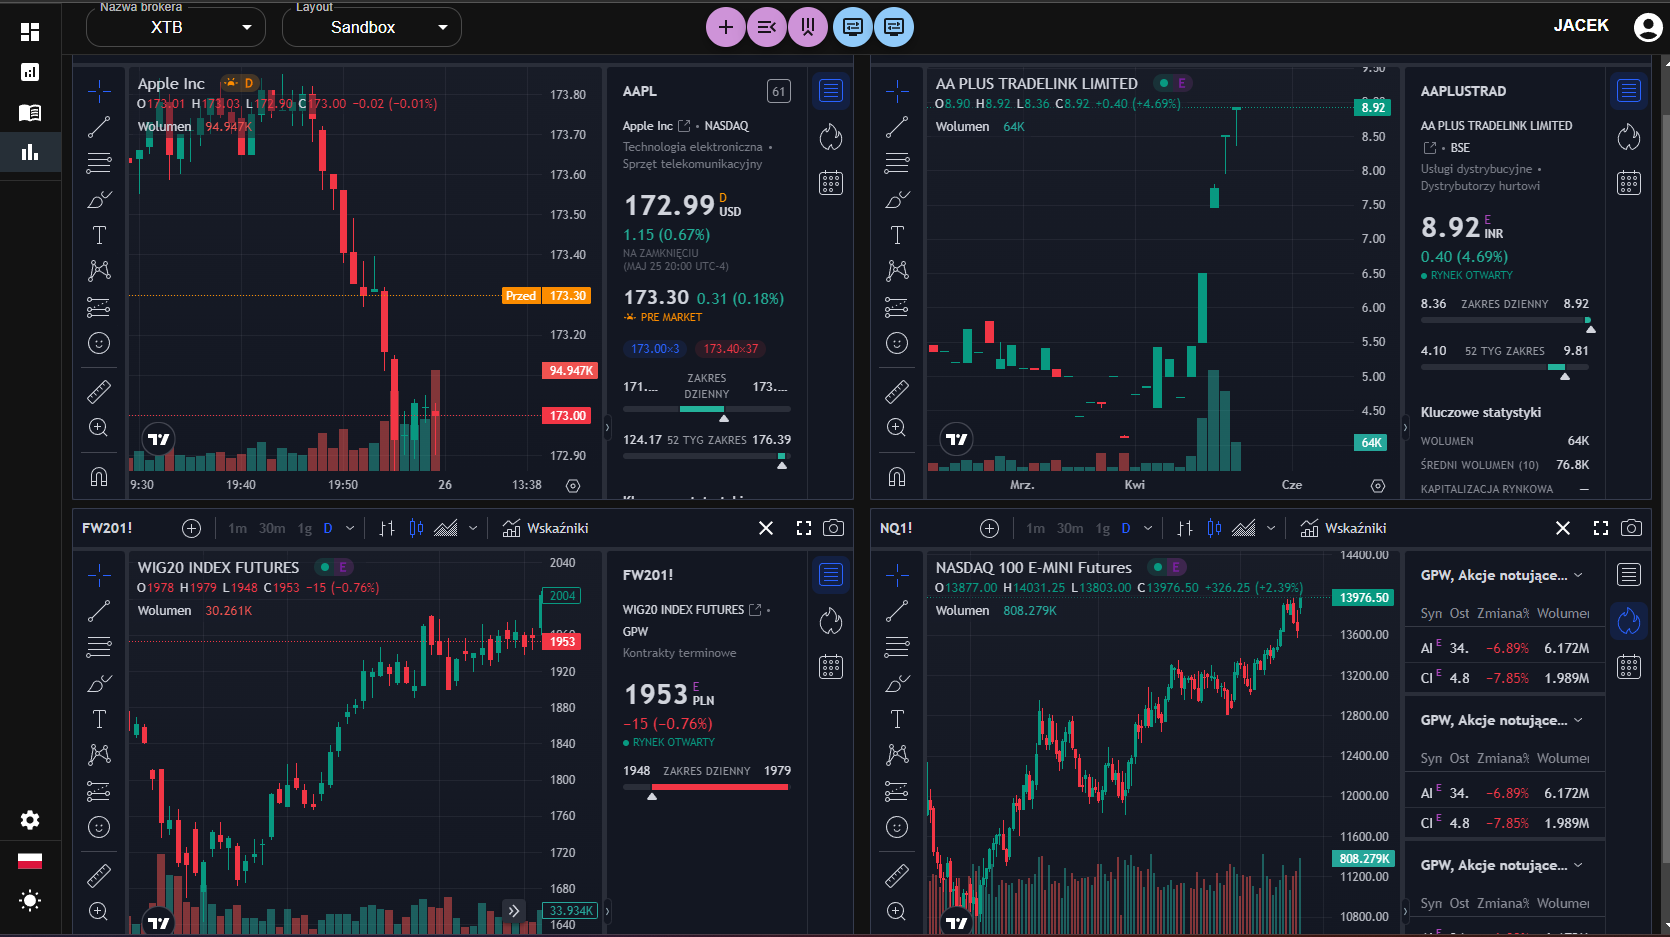 Nazwa brokera
XTB
Layout
Sandbox
JACEK
Apple Inc
D
O173.01 H173.03 L172.90 C173.00 −0.02 (−0.01%)
Wolumen 94.947K
173.80
173.70
173.60
173.50
173.40
Przed 173.30
173.20
94.947K
173.00
172.90
9:30
19:40
19:50
26
13:38
AAPL
61
Apple Inc • NASDAQ
Technologia elektroniczna •
Sprzęt telekomunikacyjny
172.99 D USD
1.15 (0.67%)
NA ZAMKNIĘCIU
(MAJ 25 20:00 UTC-4)
173.30 0.31 (0.18%)
PRE MARKET
173.00×3 173.40×37
171.... ZAKRES DZIENNY 173....
124.17 52 TYG ZAKRES 176.39
AA PLUS TRADELINK LIMITED
E
O8.90 H8.92 L8.36 C8.92 +0.40 (+4.69%)
Wolumen 64K
9.50
8.92
8.50
8.00
7.50
7.00
6.50
6.00
5.50
5.00
4.50
64K
Mrz.
Kwi
Cze
AAPLUSTRAD
AA PLUS TRADELINK LIMITED
• BSE
Usługi dystrybucyjne •
Dystrybutorzy hurtowi
8.92 E INR
0.40 (4.69%)
RYNEK OTWARTY
8.36 ZAKRES DZIENNY 8.92
4.10 52 TYG ZAKRES 9.81
Kluczowe statystyki
WOLUMEN 64K
ŚREDNI WOLUMEN (10) 76.8K
KAPITALIZACJA RYNKOWA —
FW201! 1m 30m 1g D Wskaźniki
WIG20 INDEX FUTURES
E
O1978 H1979 L1948 C1953 −15 (−0.76%)
Wolumen 30.261K
2040
2004
1953
1920
1880
1840
1800
1760
1720
1680
33.934K
1640
FW201!
WIG20 INDEX FUTURES •
GPW
Kontrakty terminowe
1953 E PLN
−15 (−0.76%)
RYNEK OTWARTY
1948 ZAKRES DZIENNY 1979
NQ1! 1m 30m 1g D Wskaźniki
NASDAQ 100 E-MINI Futures
E
O13877.00 H14031.25 L13803.00 C13976.50 +326.25 (+2.39%)
Wolumen 808.279K
14400.00
13976.50
13600.00
13200.00
12800.00
12400.00
12000.00
11600.00
808.279K
11200.00
10800.00
GPW, Akcje notujące...
Syn Ost Zmiana% Wolumen
AI E 34. −6.89% 6.172M
CI E 4.8 −7.85% 1.989M
GPW, Akcje notujące...
Syn Ost Zmiana% Wolumen
AI E 34. −6.89% 6.172M
CI E 4.8 −7.85% 1.989M
GPW, Akcje notujące...
Syn Ost Zmiana% Wolumen